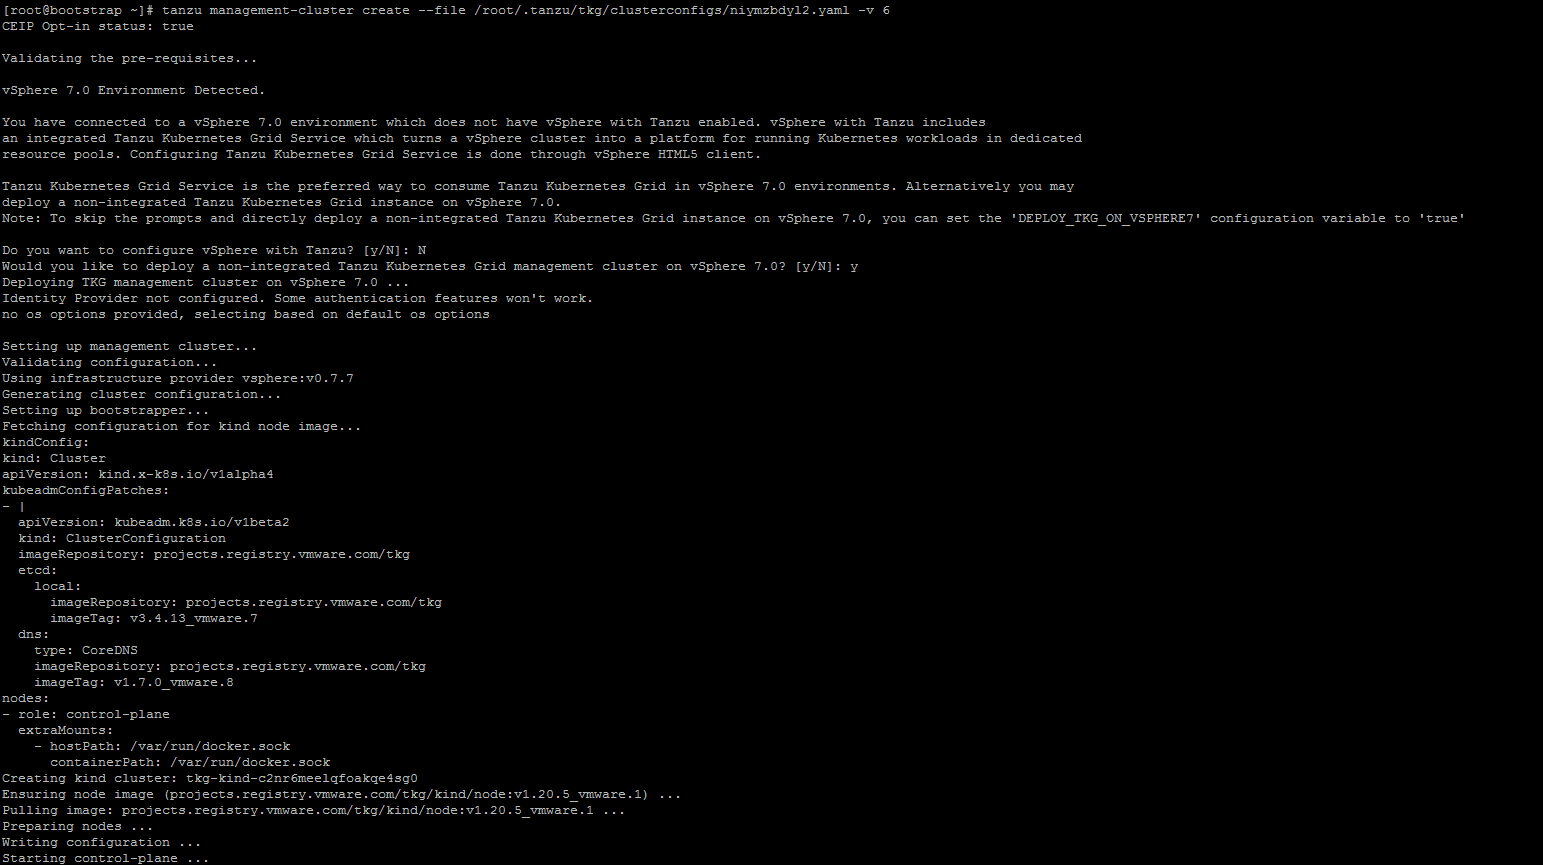 [root@bootstrap ~]# tanzu management-cluster create --file /root/.tanzu/tkg/clusterconfigs/niymzbdyl2.yaml -v 6
CEIP Opt-in status: true
Validating the pre-requisites...
vSphere 7.0 Environment Detected.
You have connected to a vSphere 7.0 environment which does not have vSphere with Tanzu enabled. vSphere with Tanzu includes
an integrated Tanzu Kubernetes Grid Service which turns a vSphere cluster into a platform for running Kubernetes workloads in dedicated
resource pools. Configuring Tanzu Kubernetes Grid Service is done through vSphere HTML5 client.
Tanzu Kubernetes Grid Service is the preferred way to consume Tanzu Kubernetes Grid in vSphere 7.0 environments. Alternatively you may
deploy a non-integrated Tanzu Kubernetes Grid instance on vSphere 7.0.
Note: To skip the prompts and directly deploy a non-integrated Tanzu Kubernetes Grid instance on vSphere 7.0, you can set the 'DEPLOY_TKG_ON_VSPHERE7' configuration variable to 'true'
Do you want to configure vSphere with Tanzu? [y/N]: N
Would you like to deploy a non-integrated Tanzu Kubernetes Grid management cluster on vSphere 7.0? [y/N]: y
Deploying TKG management cluster on vSphere 7.0 ...
Identity Provider not configured. Some authentication features won't work.
no os options provided, selecting based on default os options
Setting up management cluster...
Validating configuration...
Using infrastructure provider vsphere:v0.7.7
Generating cluster configuration...
Setting up bootstrapper...
Fetching configuration for kind node image...
kindConfig:
kind: Cluster
apiVersion: kind.x-k8s.io/v1alpha4
kubeadmConfigPatches:
- |
  apiVersion: kubeadm.k8s.io/v1beta2
  kind: ClusterConfiguration
  imageRepository: projects.registry.vmware.com/tkg
  etcd:
    local:
      imageRepository: projects.registry.vmware.com/tkg
      imageTag: v3.4.13_vmware.7
  dns:
    type: CoreDNS
    imageRepository: projects.registry.vmware.com/tkg
    imageTag: v1.7.0_vmware.8
nodes:
- role: control-plane
  extraMounts:
    - hostPath: /var/run/docker.sock
      containerPath: /var/run/docker.sock
Creating kind cluster: tkg-kind-c2nr6meelqfoakqe4sg0
Ensuring node image (projects.registry.vmware.com/tkg/kind/node:v1.20.5_vmware.1) ...
Pulling image: projects.registry.vmware.com/tkg/kind/node:v1.20.5_vmware.1 ...
Preparing nodes ...
Writing configuration ...
Starting control-plane ...